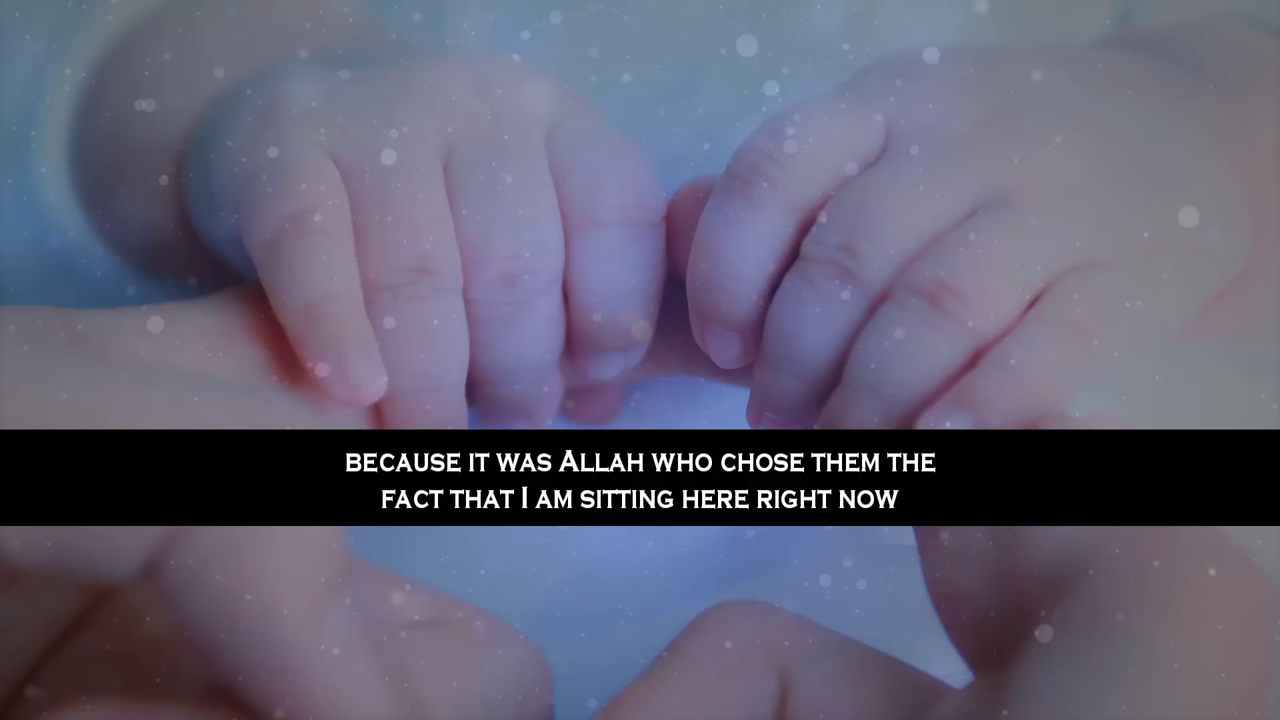 BECAUSE IT WAS ALLAH WHO CHOSE THEM THE
FACT THAT I AM SITTING HERE RIGHT NOW